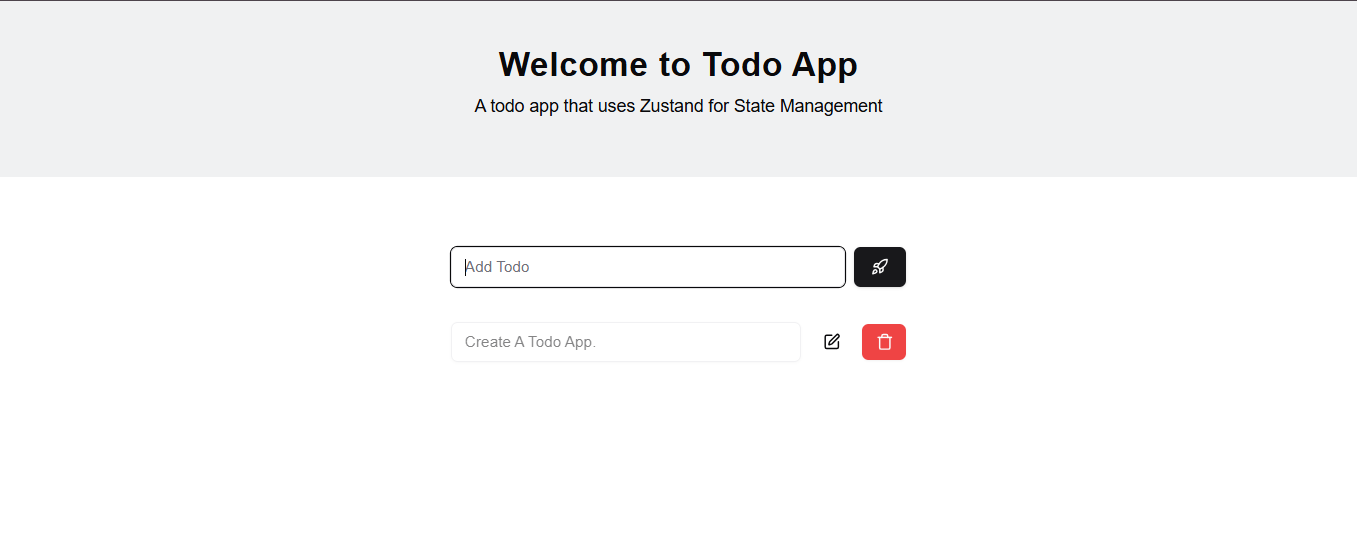 Welcome to Todo App
A todo app that uses Zustand for State Management
Add Todo
Create A Todo App.